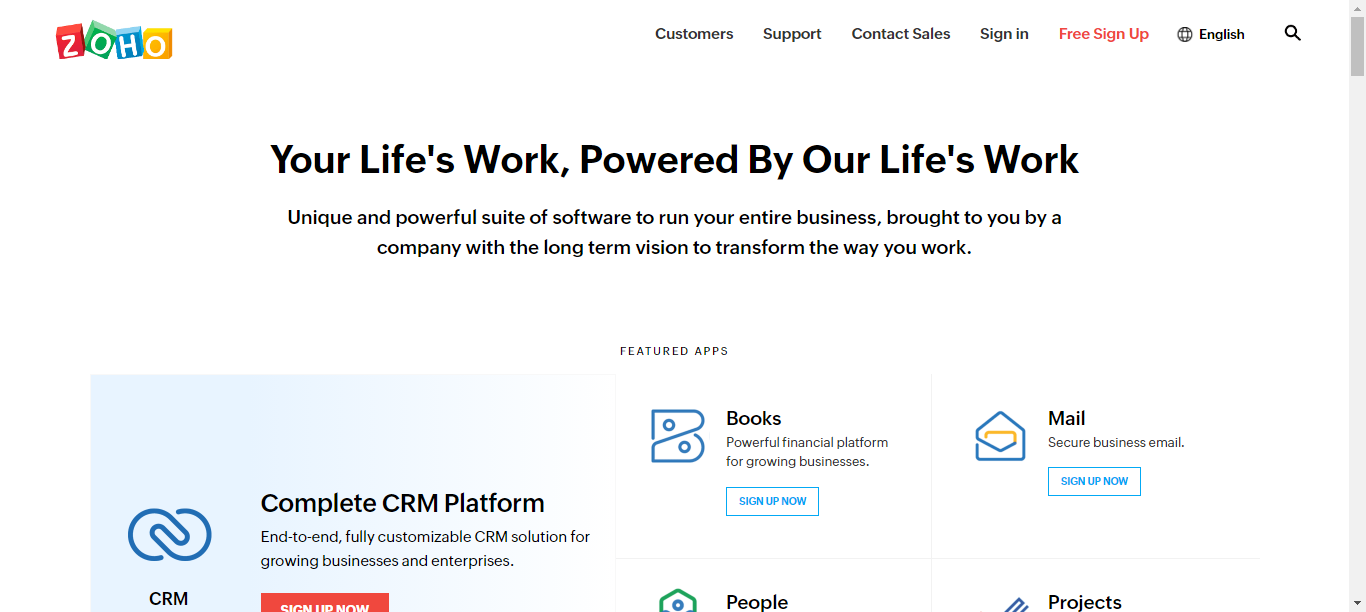 ZOHO
Customers
Support
Contact Sales
Sign in
Free Sign Up
English
Your Life's Work, Powered By Our Life's Work
Unique and powerful suite of software to run your entire business, brought to you by a
company with the long term vision to transform the way you work.
FEATURED APPS
CRM
Complete CRM Platform
End-to-end, fully customizable CRM solution for
growing businesses and enterprises.
SIGN UP NOW
Books
Powerful financial platform
for growing businesses.
SIGN UP NOW
Mail
Secure business email.
SIGN UP NOW
People
Projects